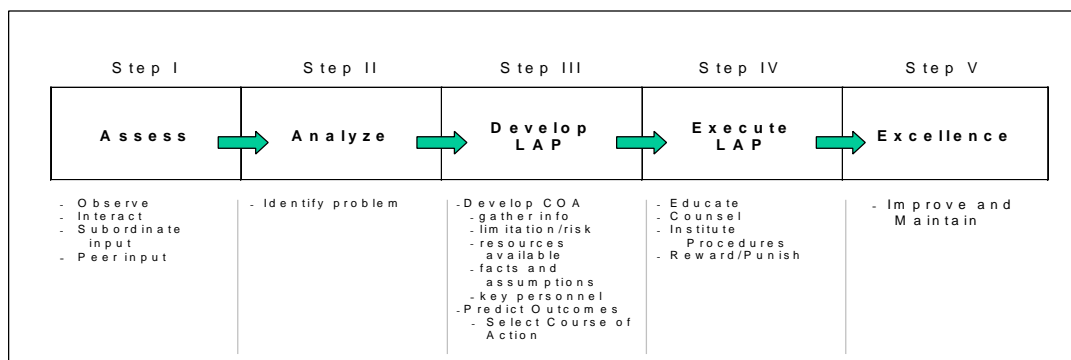 Step I
Step II
Step III
Step IV
Step V
Assess
Analyze
Develop
LAP
Execute
LAP
Excellence
- Observe
- Interact
- Subordinate
input
- Peer input
- Identify problem
-Develop COA
-gather info
-limitation/risk
-resources
available
-facts and
assumptions
-key personnel
-Predict Outcomes
- Select Course of
Action
- Educate
- Counsel
- Institute
Procedures
- Reward/Punish
- Improve and
Maintain